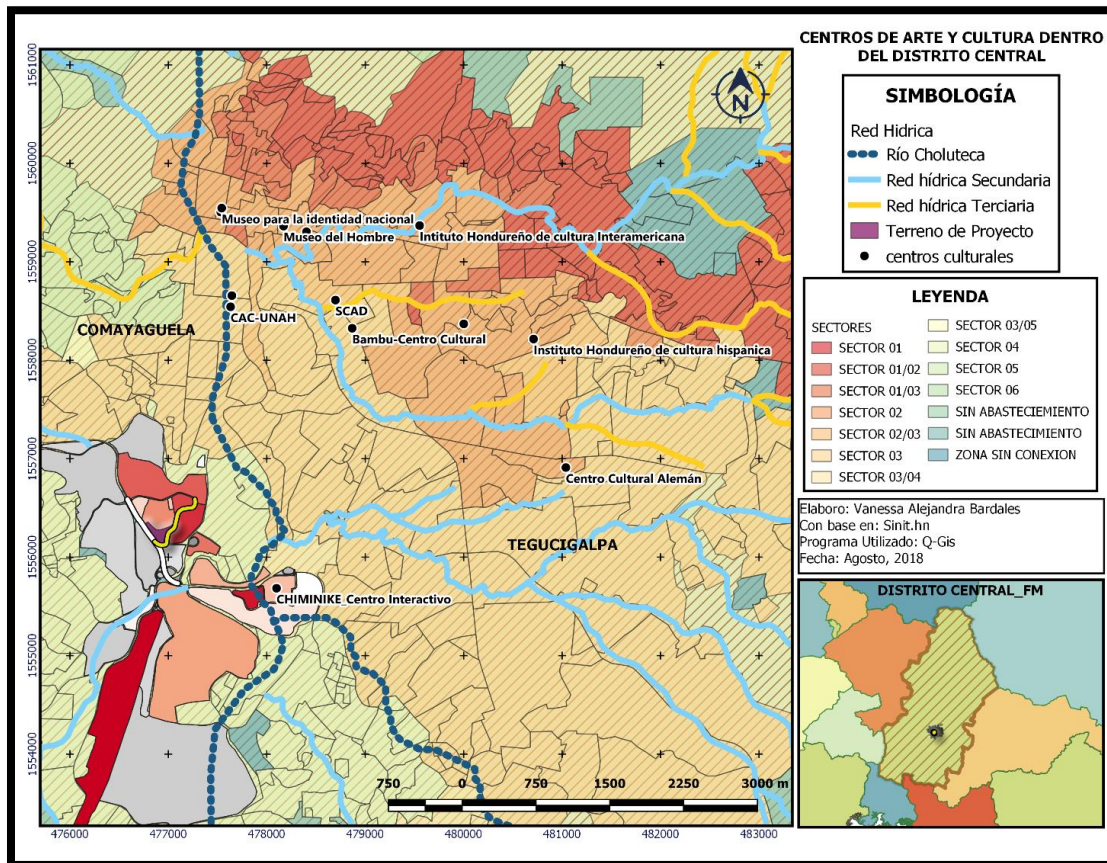 CENTROS DE ARTE Y CULTURA DENTRO
DEL DISTRITO CENTRAL
SIMBOLOGÍA
Red Hidrica
Río Choluteca
Red hídrica Secundaria
Red hídrica Terciaria
Terreno de Proyecto
centros culturales
LEYENDA
SECTORES
SECTOR 01
SECTOR 01/02
SECTOR 01/03
SECTOR 02
SECTOR 02/03
SECTOR 03
SECTOR 03/04
SECTOR 03/05
SECTOR 04
SECTOR 05
SECTOR 06
SIN ABASTECIEMIENTO
SIN ABASTECIMIENTO
ZONA SIN CONEXION
Elaboro: Vanessa Alejandra Bardales
Con base en: Sinit.hn
Programa Utilizado: Q-Gis
Fecha: Agosto, 2018
DISTRITO CENTRAL_FM
N
Museo para la identidad nacional
Museo del Hombre
Intituto Hondureño de cultura Interamericana
CAC-UNAH
SCAD
Bambu-Centro Cultural
Instituto Hondureño de cultura hispanica
COMAYAGUELA
Centro Cultural Alemán
TEGUCIGALPA
CHIMINIKE_Centro Interactivo
750 0 750 1500 2250 3000 m
1561000
1560000
1559000
1558000
1557000
1556000
1555000
1554000
476000 477000 478000 479000 480000 481000 482000 483000